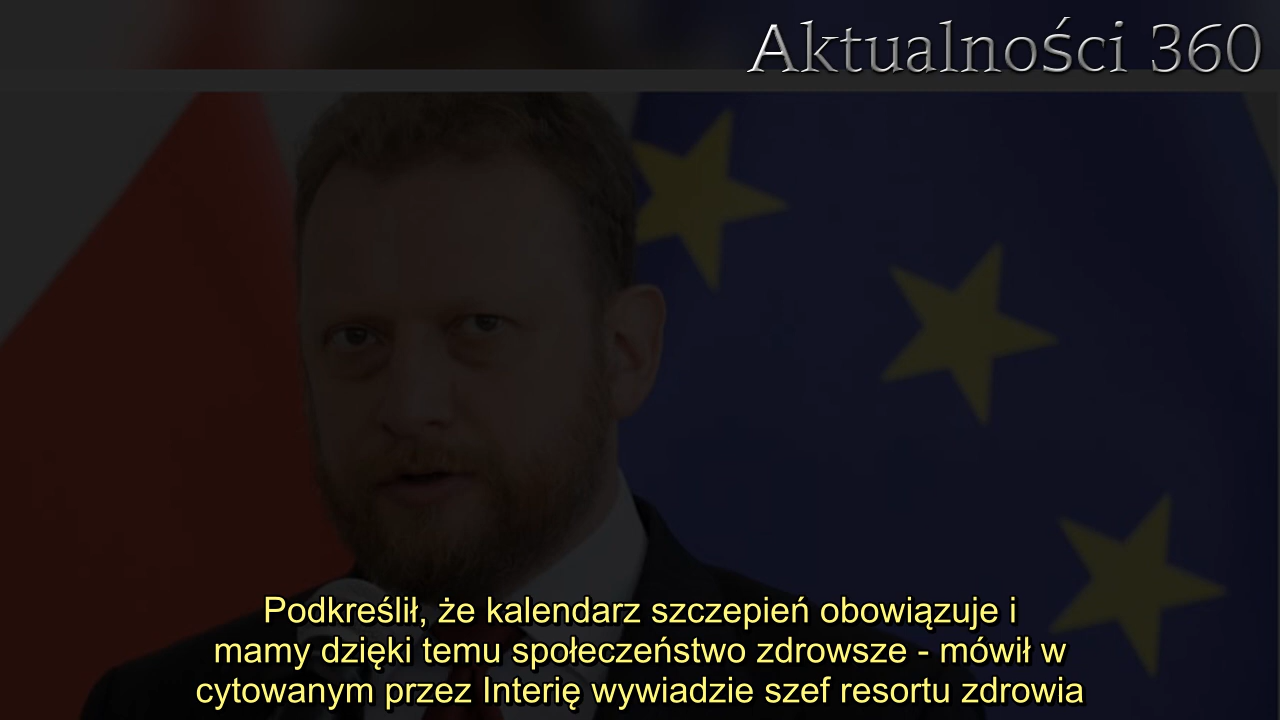 Aktualności 360
Podkreślił, że kalendarz szczepień obowiązuje i
mamy dzięki temu społeczeństwo zdrowsze - mówił w
cytowanym przez Interię wywiadzie szef resortu zdrowia